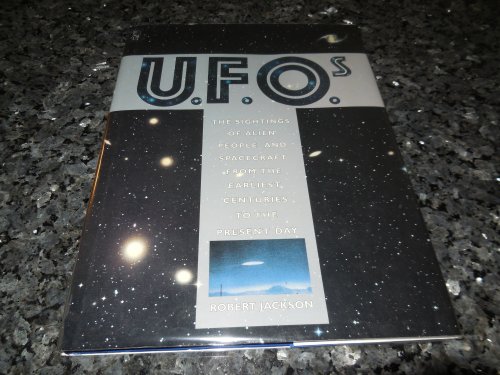 U.F.O.s
THE SIGHTINGS
OF ALIEN
PEOPLE AND
SPACECRAFT
FROM THE
EARLIEST
CENTURIES
TO THE
PRESENT DAY
ROBERT JACKSON